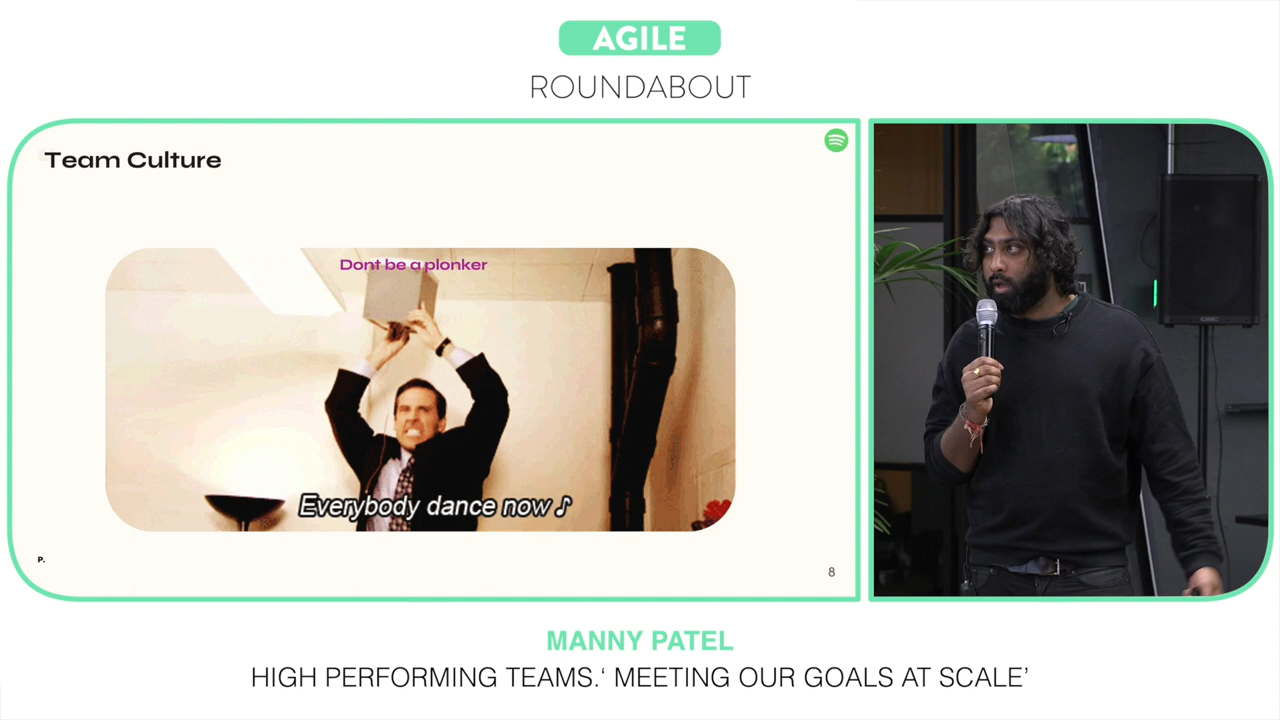 AGILE
ROUNDABOUT
Team Culture
Dont be a plonker
Everybody dance now ♪
P.
8
MANNY PATEL
HIGH PERFORMING TEAMS.‘ MEETING OUR GOALS AT SCALE’